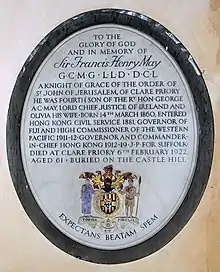 TO THE
GLORY OF GOD
AND IN MEMORY OF
Sir Francis Henry May
G·C·M·G·L·L·D·D·C·L
A KNIGHT OF GRACE OF THE ORDER OF
ST JOHN OF JERUSALEM, OF CLARE PRIORY
HE WAS FOURTH SON OF THE RT HON GEORGE
A·C·MAY, LORD CHIEF JUSTICE OF IRELAND AND
OLIVIA HIS WIFE·BORN 14TH MARCH 1860, ENTERED
HONG KONG CIVIL SERVICE 1881, GOVERNOR OF
FIJI AND HIGH COMMISSIONER OF THE WESTERN
PACIFIC 1911-12·GOVERNOR AND COMMANDER-
IN-CHIEF HONG KONG 1912-19·J·P·FOR SUFFOLK·
DIED AT CLARE PRIORY 6TH FEBRUARY 1922,
AGED 61·BURIED ON THE CASTLE HILL·
EXPECTANS BEATAM SPEM